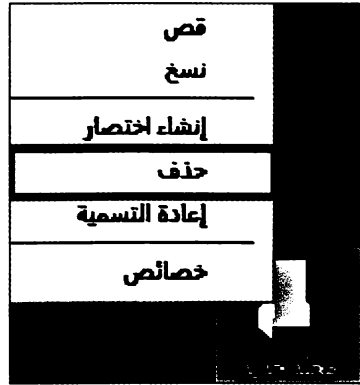 قص
نسخ
إنشاء اختصار
حذف
إعادة التسمية
خصائص